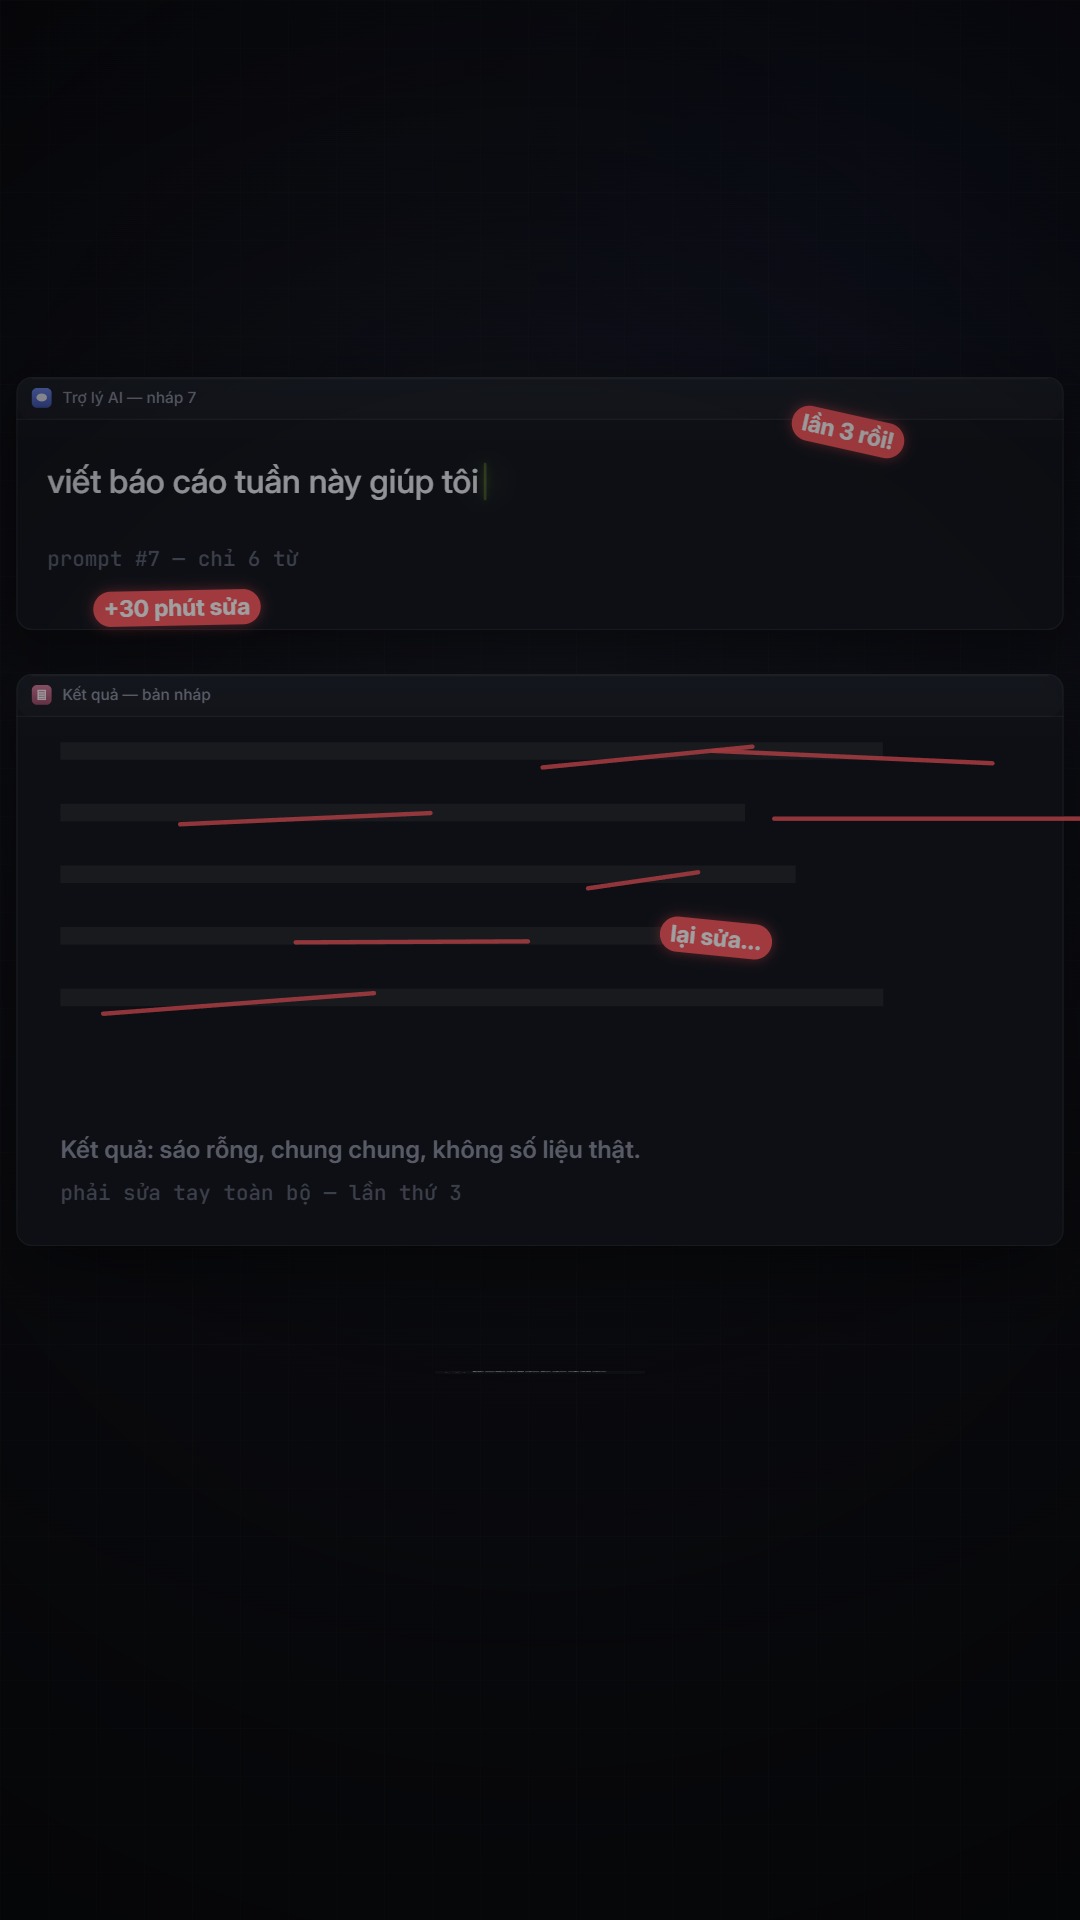 Trợ lý AI — nháp 7
lần 3 rồi!
viết báo cáo tuần này giúp tôi
prompt #7 — chỉ 6 từ
+30 phút sửa
Kết quả — bản nháp
lại sửa...
Kết quả: sáo rỗng, chung chung, không số liệu thật.
phải sửa tay toàn bộ — lần thứ 3